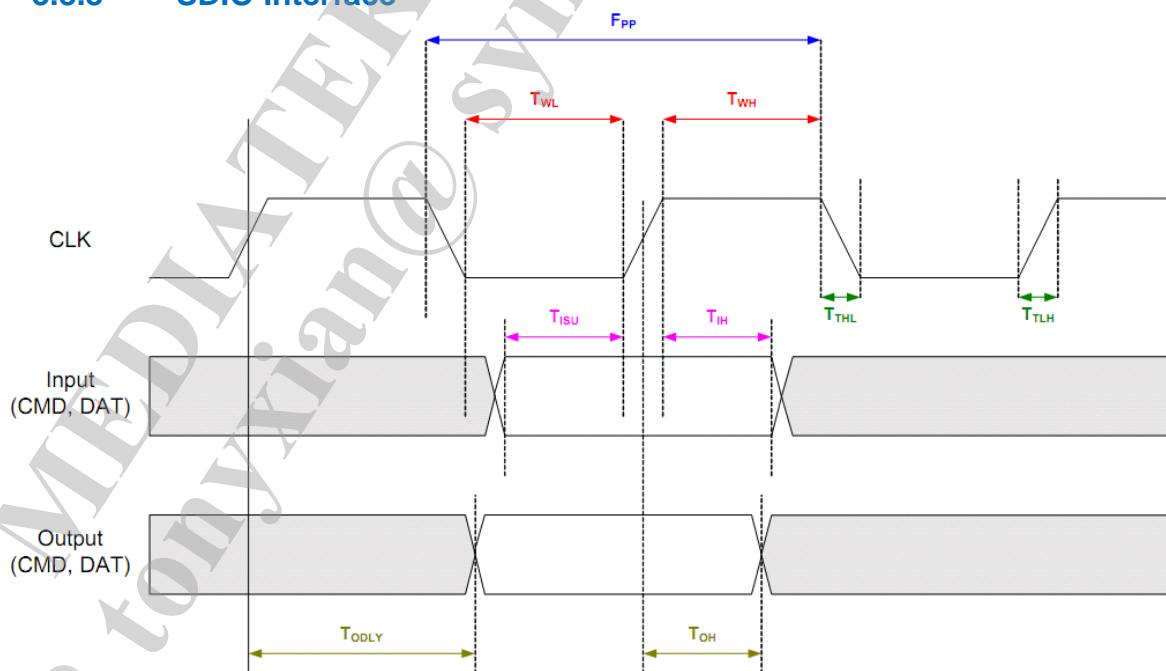 SDIO Interface
FPP
TWL
TWH
CLK
TISU
TIH
TTHL
TTLH
Input
(CMD, DAT)
Output
(CMD, DAT)
TODLY
TOH
MEDIATEK
tonyxian@